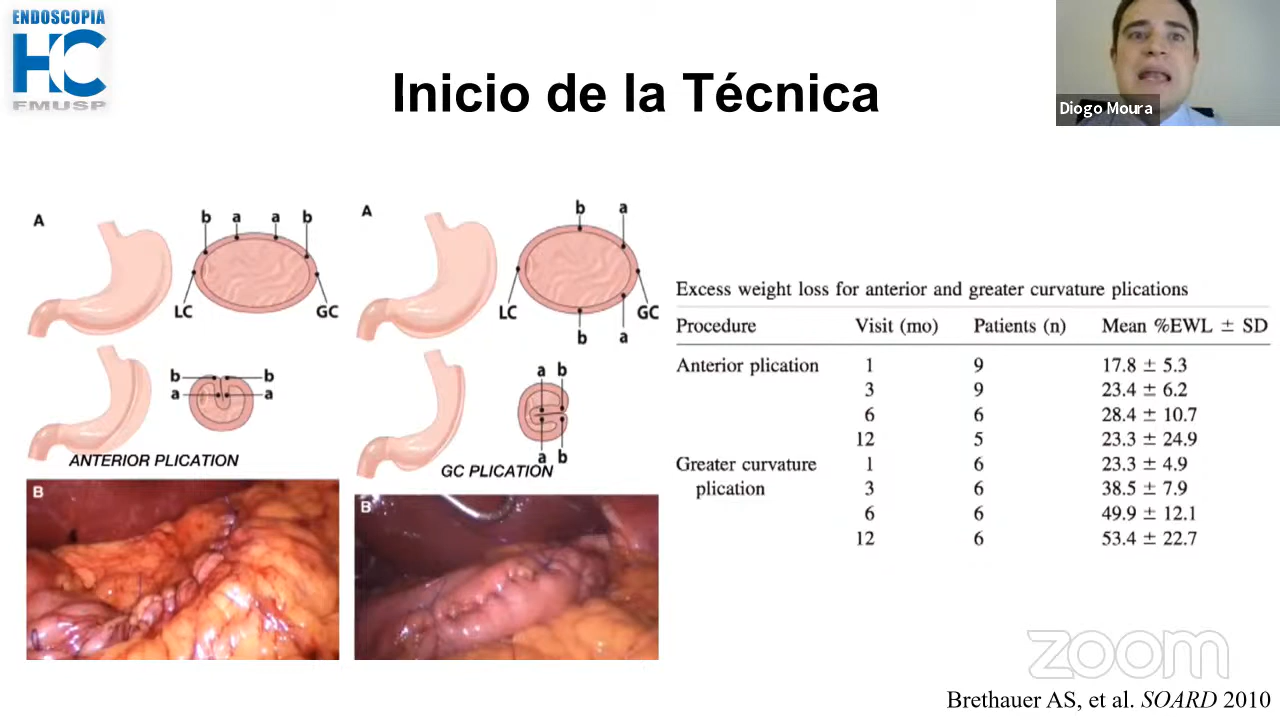 ENDOSCOPIA
HC
FMUSP
Inicio de la Técnica
Diogo Moura
A
b a a b
LC GC
b b
a a
ANTERIOR PLICATION
B
A
b a
LC GC
b a
a b
a b
GC PLICATION
B
Excess weight loss for anterior and greater curvature plications
Procedure Visit (mo) Patients (n) Mean %EWL ± SD
Anterior plication 1 9 17.8 ± 5.3
3 9 23.4 ± 6.2
6 6 28.4 ± 10.7
12 5 23.3 ± 24.9
Greater curvature 1 6 23.3 ± 4.9
plication 3 6 38.5 ± 7.9
6 6 49.9 ± 12.1
12 6 53.4 ± 22.7
zoom
Brethauer AS, et al. SOARD 2010